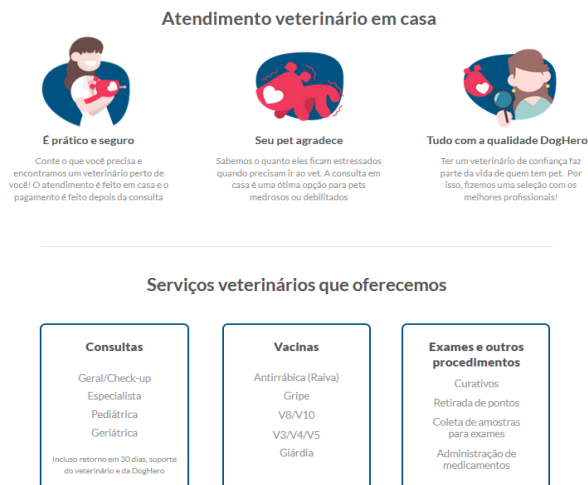 Atendimento veterinário em casa
É prático e seguro
Conte o que você precisa e
encontramos um veterinário perto de
você! O atendimento é feito em casa e o
pagamento é feito depois da consulta
Seu pet agradece
Sabemos o quanto eles ficam estressados
quando precisam ir ao vet. A consulta em
casa é uma ótima opção para pets
medrosos ou debilitados
Tudo com a qualidade DogHero
Ter um veterinário de confiança faz
parte da vida de quem tem pet. Por
isso, fizemos uma seleção com os
melhores profissionais!
Serviços veterinários que oferecemos
Consultas
Geral/Check-up
Especialista
Pediátrica
Geriátrica
Incluso retorno em 30 dias, suporte
do veterinário e da DogHero
Vacinas
Antirrábica (Raiva)
Gripe
V8/V10
V3/V4/V5
Giárdia
Exames e outros
procedimentos
Curativos
Retirada de pontos
Coleta de amostras
para exames
Administração de
medicamentos